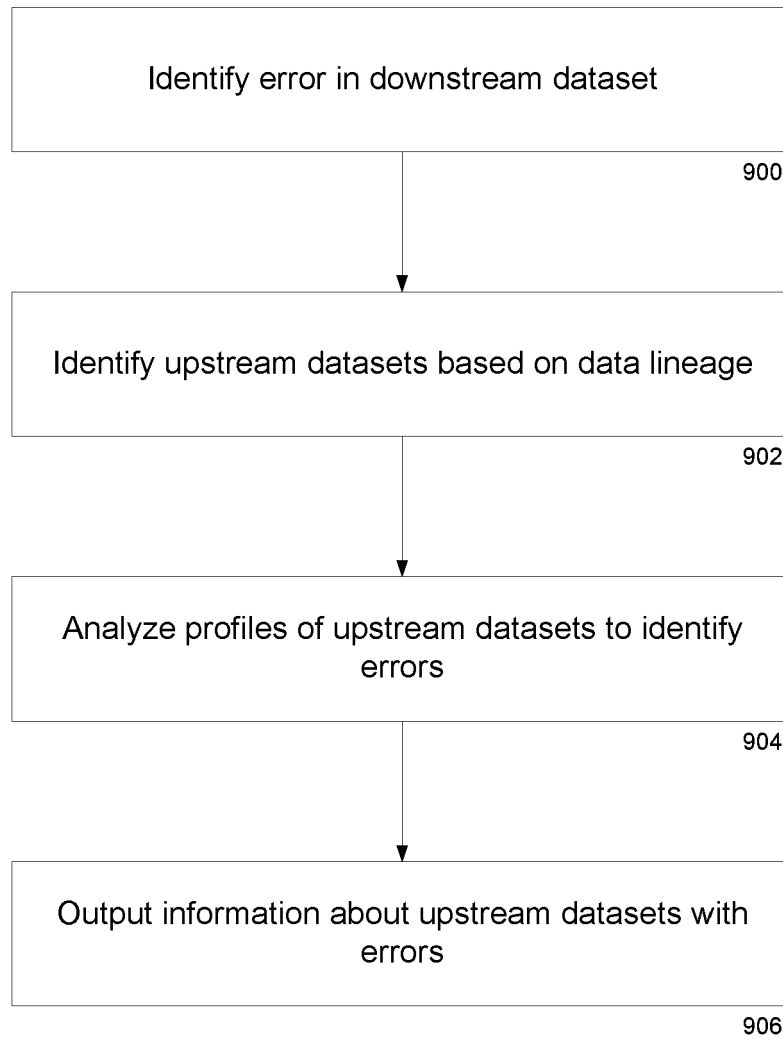 Identify error in downstream dataset
900
Identify upstream datasets based on data lineage
902
Analyze profiles of upstream datasets to identify
errors
904
Output information about upstream datasets with
errors
906